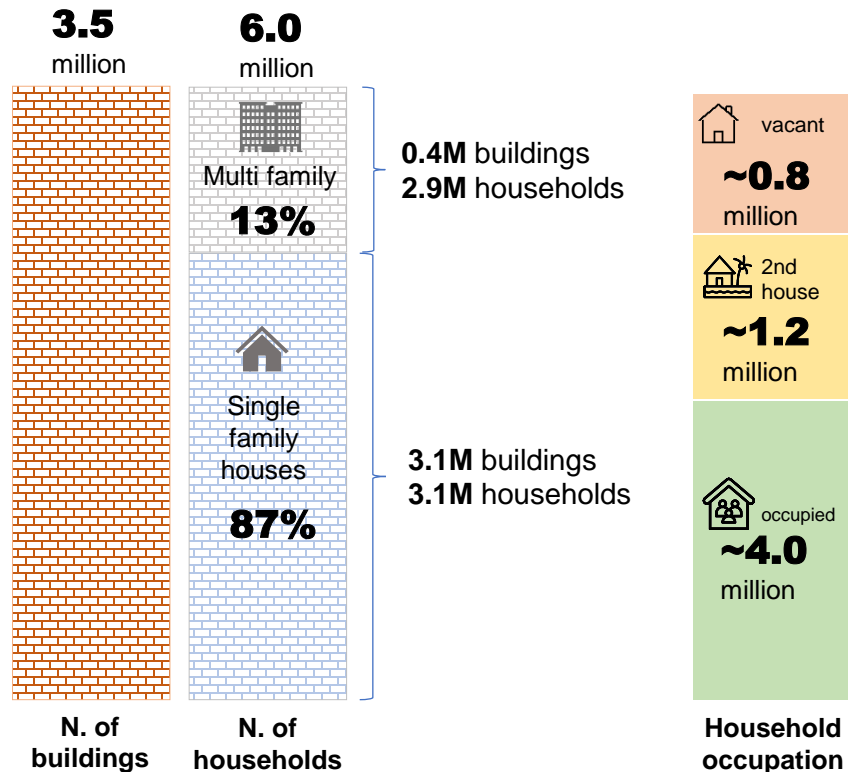 3.5
million
6.0
million
Multi family
13%
Single
family
houses
87%
0.4M buildings
2.9M households
3.1M buildings
3.1M households
vacant
~0.8
million
2nd
house
~1.2
million
occupied
~4.0
million
N. of
buildings
N. of
households
Household
occupation